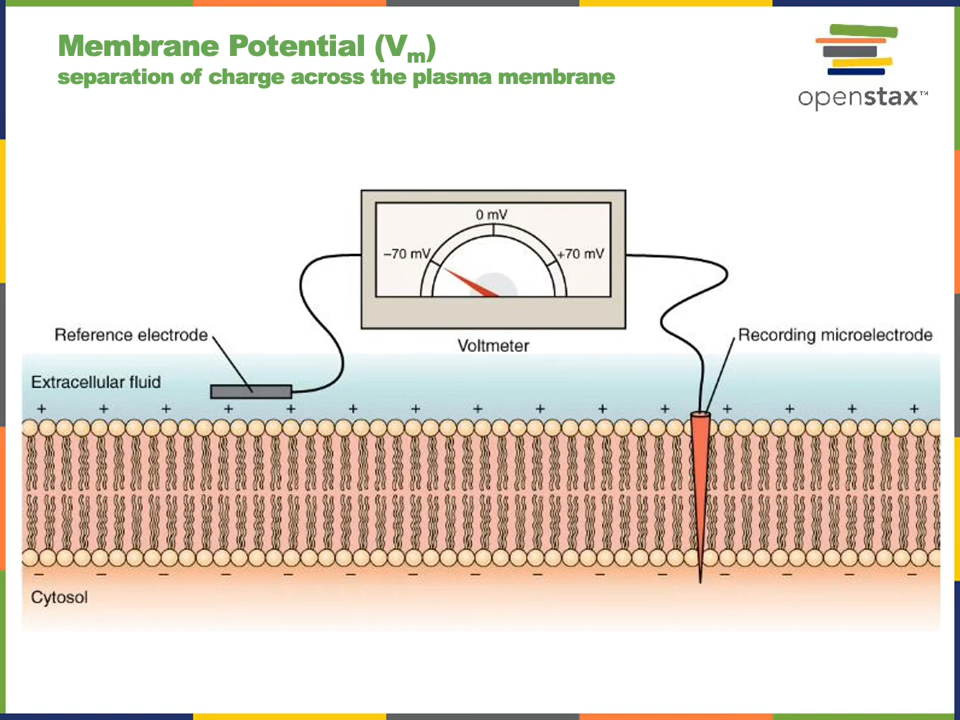 Membrane Potential (Vm)
separation of charge across the plasma membrane
openstax™
0 mV
–70 mV
+70 mV
Reference electrode
Voltmeter
Recording microelectrode
Extracellular fluid
+ + + + + + + + + + + + + + +
– – – – – – – – – – – – – – –
Cytosol